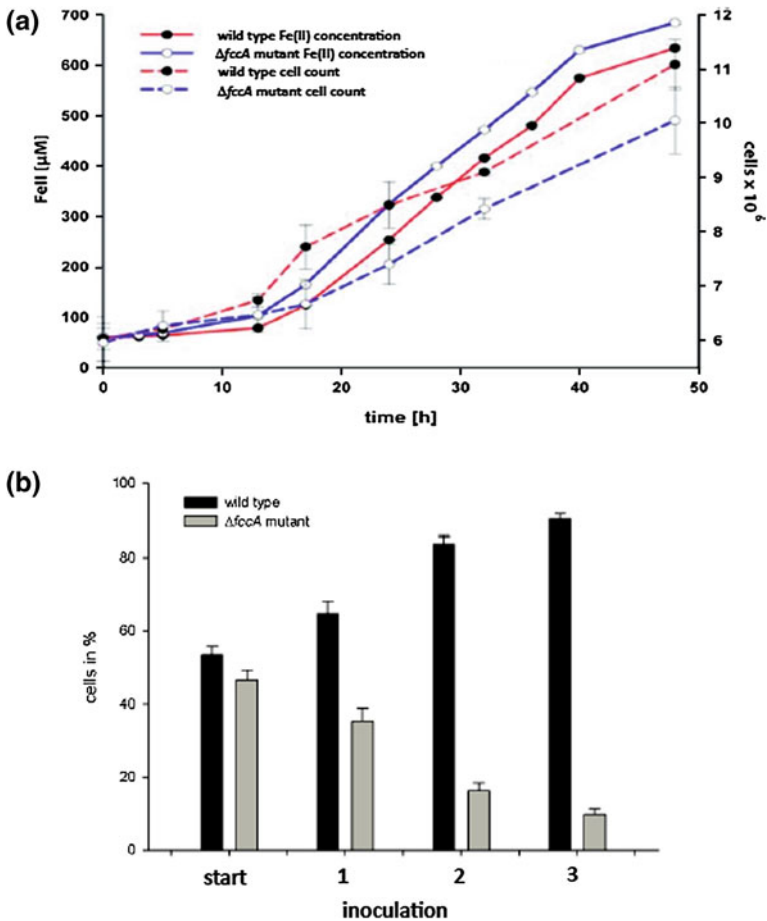 (a)
wild type Fe(II) concentration
ΔfccA mutant Fe(II) concentration
wild type cell count
ΔfccA mutant cell count
700
600
500
400
300
200
100
0
FeII [µM]
12
11
10
9
8
7
6
cells x 10⁶
0 10 20 30 40 50
time [h]
(b)
wild type
ΔfccA mutant
100
80
60
40
20
0
cells in %
start 1 2 3
inoculation